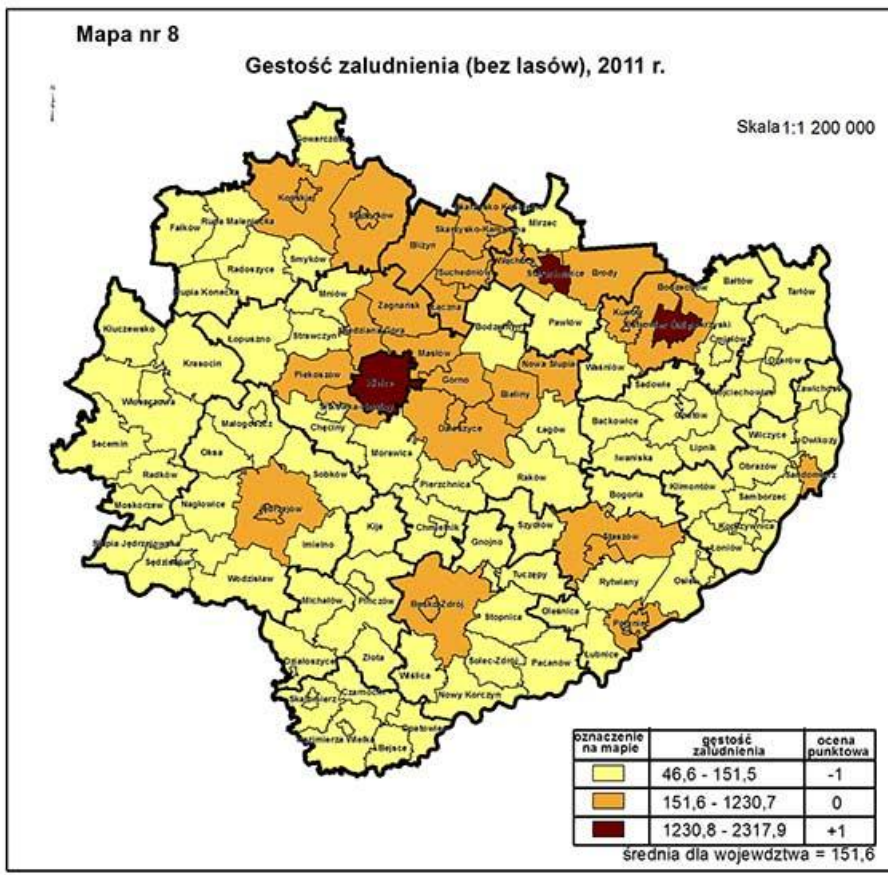 Mapa nr 8
Gestość zaludnienia (bez lasów), 2011 r.
Skala 1:1 200 000
Gowarczów
Końskie
Ruda Maleniecka
Fałków
Radoszyce
Smyków
Bliżyn
Skarżysko-Kamienna
Mirzec
Suchedniów
Brody
Bałtów
Tarłów
Mniów
Zagnańsk
Łączna
Bodzentyn
Pawłów
Kluczewsko
Łopuszno
Strawczyn
Miedziana Góra
Masłów
Krasocin
Piekoszów
Kielce
Górno
Bieliny
Nowa Słupia
Waśniów
Sadowie
Ożarów
Wojciechowice
Zawichost
Włoszczowa
Małogoszcz
Chęciny
Daleszyce
Łagów
Baćkowice
Opatów
Lipnik
Wilczyce
Dwikozy
Secemin
Oksa
Morawica
Iwaniska
Obrazów
Sandomierz
Radków
Sobków
Pierzchnica
Raków
Klimontów
Samborzec
Moskorzew
Nagłowice
Jędrzejów
Bogoria
Koprzywnica
Kije
Chmielnik
Gnojno
Szydłów
Staszów
Łoniów
Słupia Jędrzejowska
Imielno
Sędziszów
Wodzisław
Tuczępy
Rytwiany
Osiek
Michałów
Pińczów
Busko-Zdrój
Stopnica
Oleśnica
Połaniec
Łubnice
Działoszyce
Złota
Wiślica
Solec-Zdrój
Pacanów
Nowy Korczyn
Skalbmierz
Czarnocin
Opatowiec
Kazimierza Wielka
Bejsce
oznaczenie na mapie
gęstość zaludnienia
ocena punktowa
46,6 - 151,5 -1
151,6 - 1230,7 0
1230,8 - 2317,9 +1
średnia dla wojewdztwa = 151,6